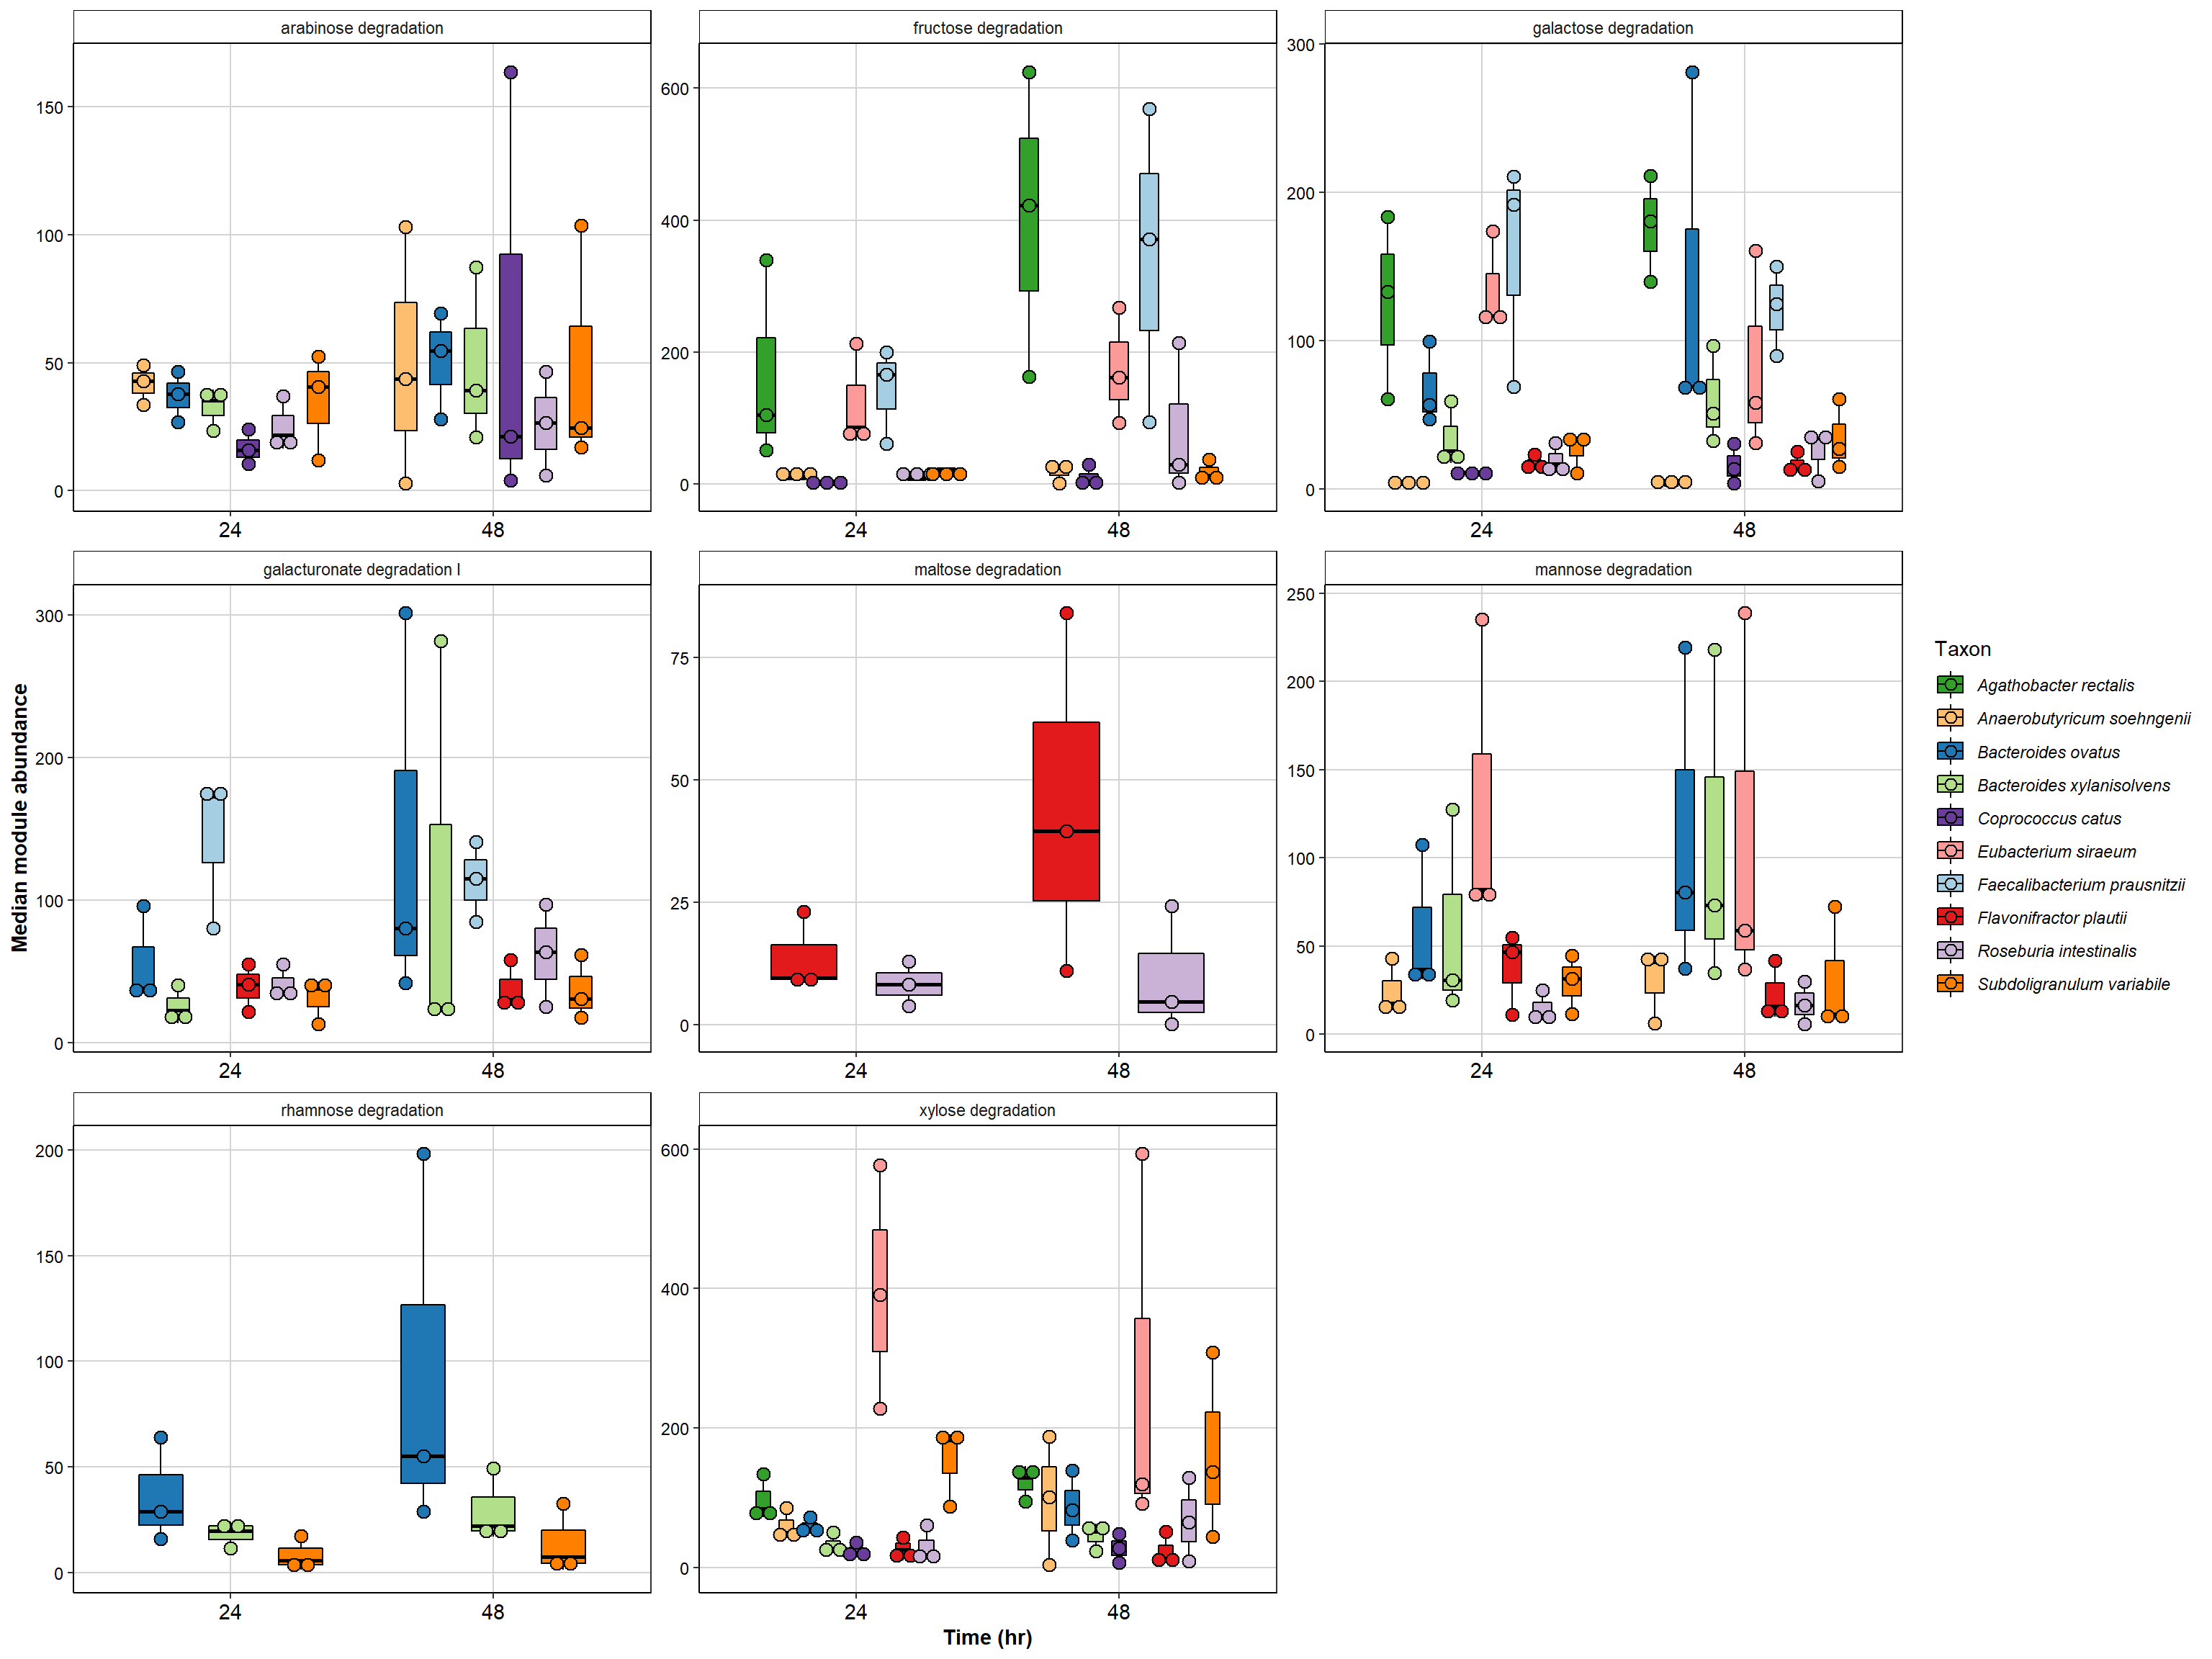 arabinose degradation
fructose degradation
galactose degradation
150
100
50
0
24
48
600
400
200
0
24
48
300
200
100
0
24
48
galacturonate degradation I
maltose degradation
mannose degradation
300
200
100
0
24
48
75
50
25
0
24
48
250
200
150
100
50
0
24
48
rhamnose degradation
xylose degradation
200
150
100
50
0
24
48
600
400
200
0
24
48
Median module abundance
Time (hr)
Taxon
Agathobacter rectalis
Anaerobutyricum soehngenii
Bacteroides ovatus
Bacteroides xylanisolvens
Coprococcus catus
Eubacterium siraeum
Faecalibacterium prausnitzii
Flavonifractor plautii
Roseburia intestinalis
Subdoligranulum variabile